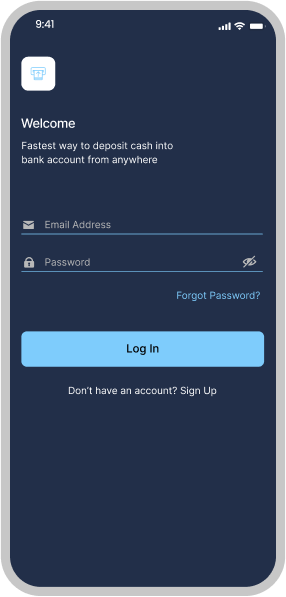 9:41
Welcome
Fastest way to deposit cash into
bank account from anywhere
Email Address
Password
Forgot Password?
Log In
Don't have an account? Sign Up